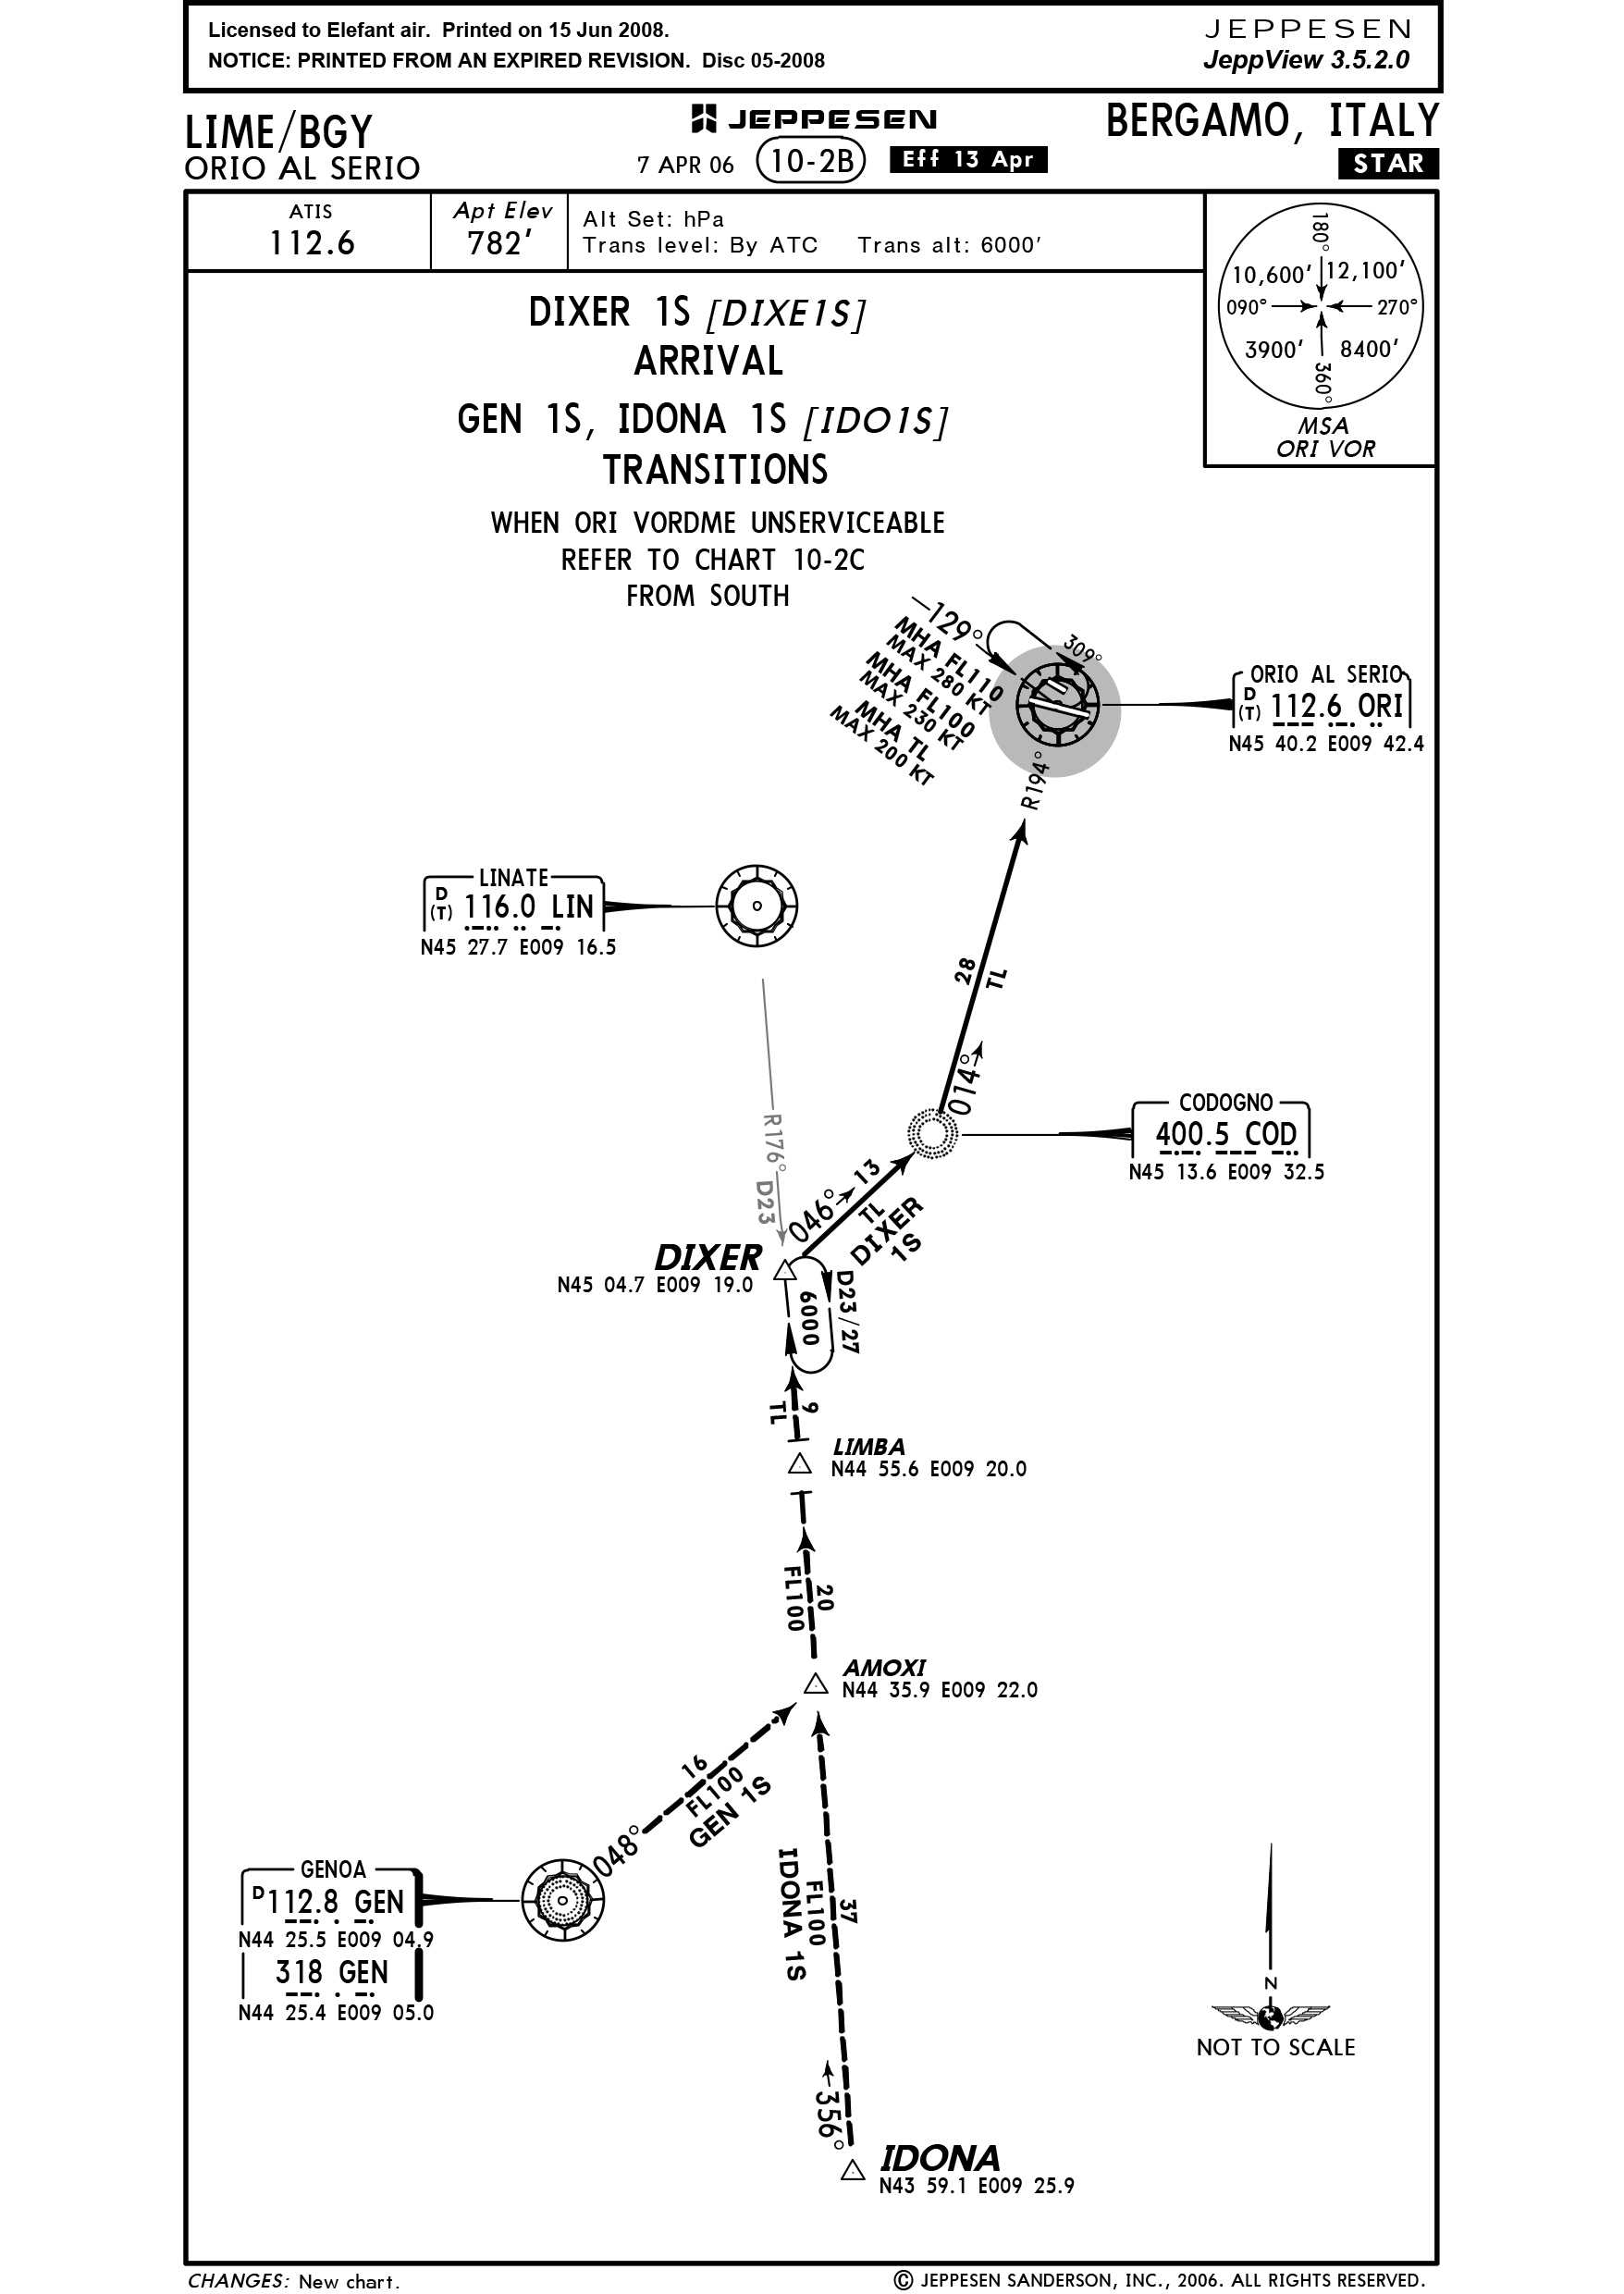 Licensed to Elefant air. Printed on 15 Jun 2008.
NOTICE: PRINTED FROM AN EXPIRED REVISION. Disc 05-2008
JEPPESEN
JeppView 3.5.2.0
LIME/BGY
ORIO AL SERIO
JEPPESEN
7 APR 06
10-2B
Eff 13 Apr
BERGAMO, ITALY
STAR
ATIS
112.6
Apt Elev
782'
Alt Set: hPa
Trans level: By ATC Trans alt: 6000'
180°
10,600' 12,100'
090° 270°
3900' 8400'
360°
MSA
ORI VOR
DIXER 1S [DIXE1S]
ARRIVAL
GEN 1S, IDONA 1S [IDO1S]
TRANSITIONS
WHEN ORI VORDME UNSERVICEABLE
REFER TO CHART 10-2C
FROM SOUTH
129°
309°
MHA FL110
MAX 280 KT
MHA FL100
MAX 230 KT
MHA TL
MAX 200 KT
ORIO AL SERIO
D
(T) 112.6 ORI
N45 40.2 E009 42.4
R194°
28
TL
014°
LINATE
D
(T) 116.0 LIN
N45 27.7 E009 16.5
R176°
D23
CODOGNO
400.5 COD
N45 13.6 E009 32.5
046°
13
TL
DIXER
1S
DIXER
N45 04.7 E009 19.0
6000
D23/27
9
TL
LIMBA
N44 55.6 E009 20.0
20
FL100
AMOXI
N44 35.9 E009 22.0
16
FL100
GEN 1S
048°
GENOA
D 112.8 GEN
N44 25.5 E009 04.9
318 GEN
N44 25.4 E009 05.0
37
FL100
IDONA 1S
356°
IDONA
N43 59.1 E009 25.9
N
NOT TO SCALE
CHANGES: New chart.
© JEPPESEN SANDERSON, INC., 2006. ALL RIGHTS RESERVED.